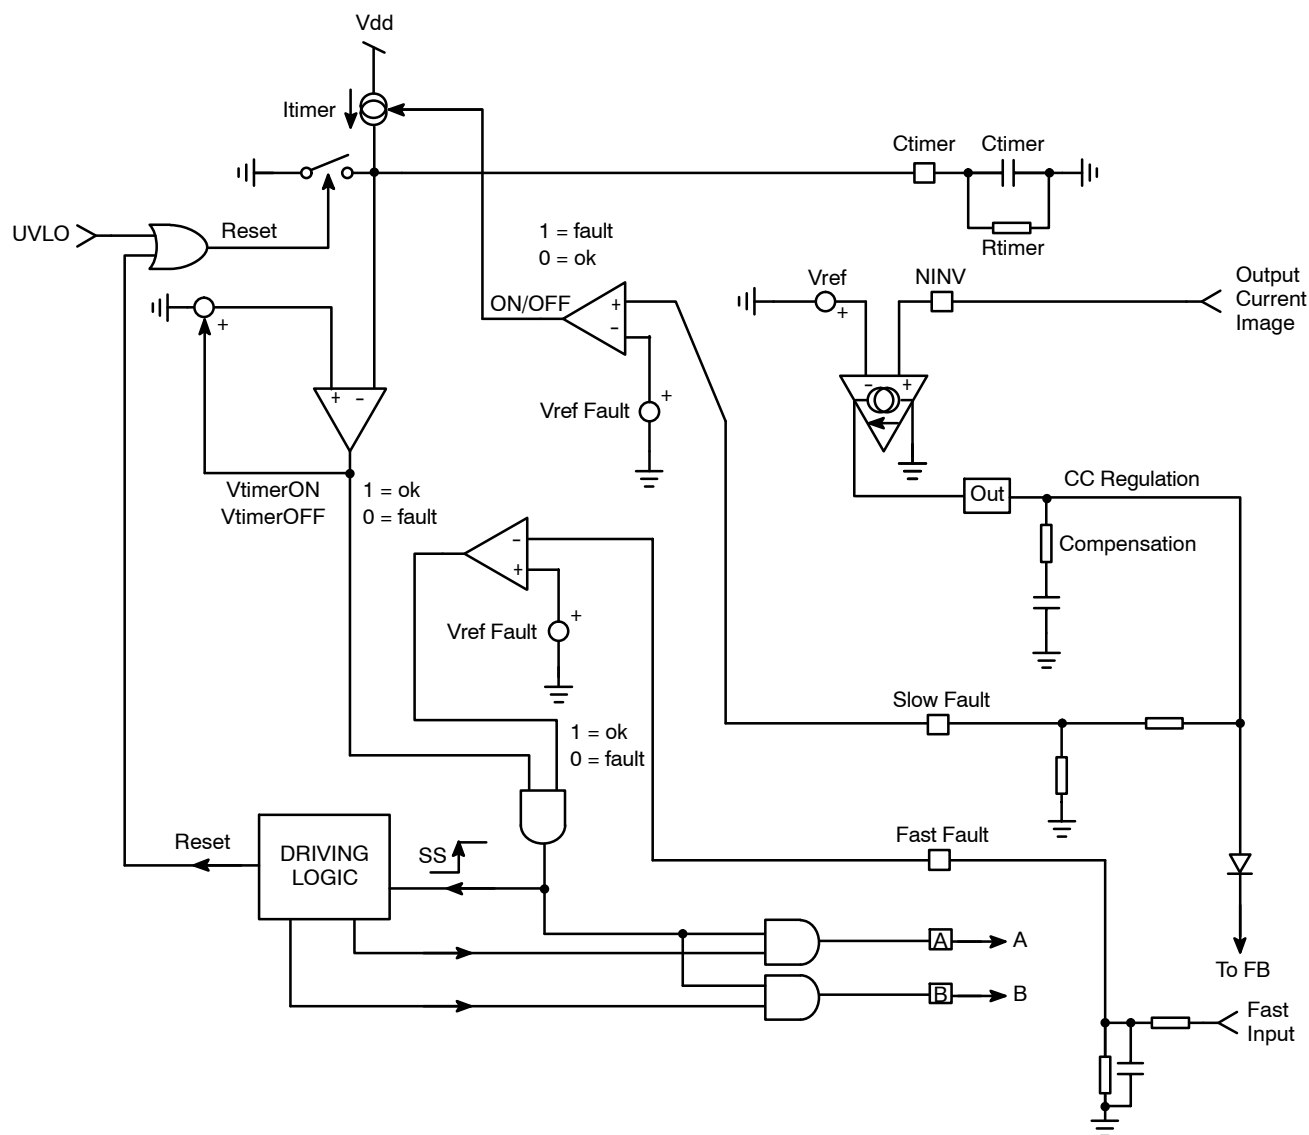 Vdd
Itimer
Ctimer
Ctimer
Rtimer
UVLO
Reset
1 = fault
0 = ok
Vref
NINV
Output
Current
Image
+
ON/OFF
+
–
+
– +
+ –
Vref Fault
+
VtimerON
VtimerOFF
1 = ok
0 = fault
Out
CC Regulation
–
+
Compensation
Vref Fault
+
Slow Fault
1 = ok
0 = fault
Reset
DRIVING
LOGIC
SS
Fast Fault
A
A
To FB
B
B
Fast
Input